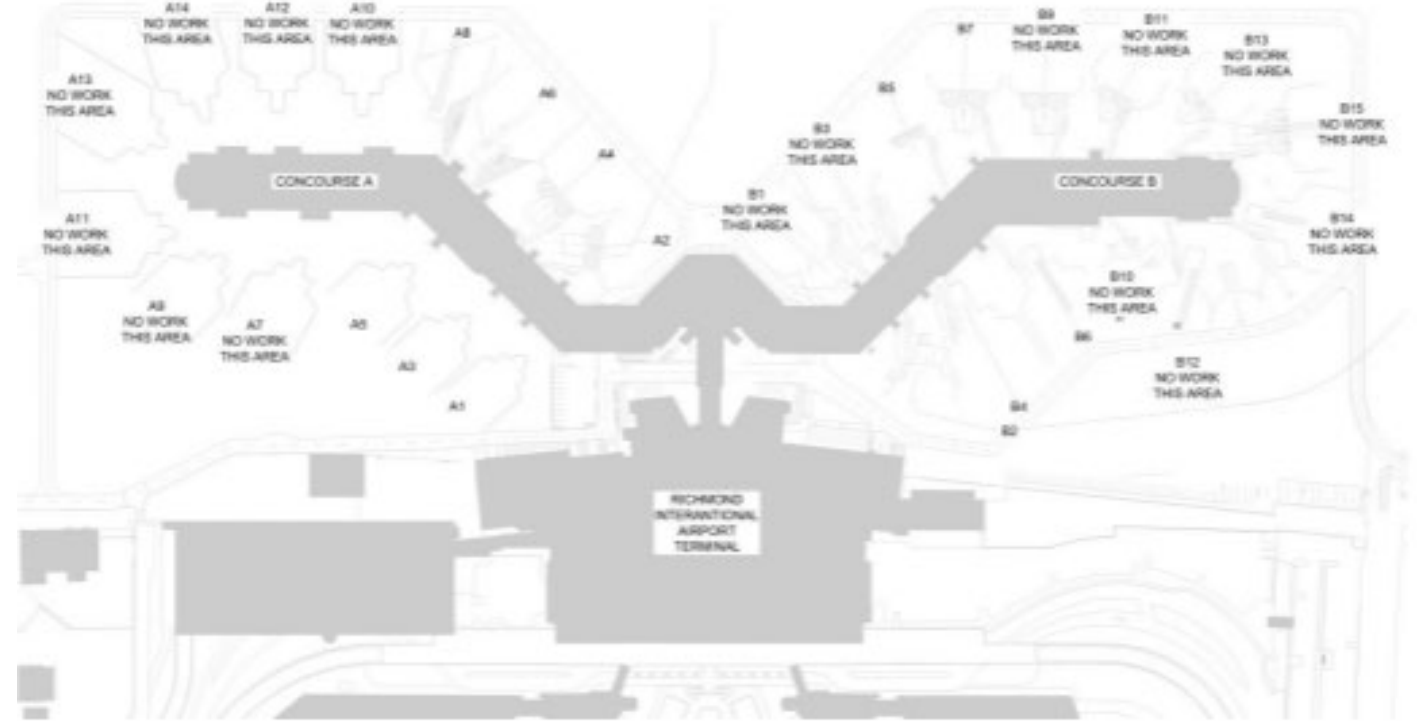 A14
NO WORK
THIS AREA
A12
NO WORK
THIS AREA
A10
NO WORK
THIS AREA
A8
B7
B9
NO WORK
THIS AREA
B11
NO WORK
THIS AREA
B13
NO WORK
THIS AREA
A13
NO WORK
THIS AREA
A6
B5
B3
NO WORK
THIS AREA
B15
NO WORK
THIS AREA
A4
CONCOURSE A
CONCOURSE B
B1
NO WORK
THIS AREA
A11
NO WORK
THIS AREA
A2
B14
NO WORK
THIS AREA
A9
NO WORK
THIS AREA
A7
NO WORK
THIS AREA
A5
B10
NO WORK
THIS AREA
B6
A3
B12
NO WORK
THIS AREA
A1
B4
B2
RICHMOND
INTERANTIONAL
AIRPORT
TERMINAL